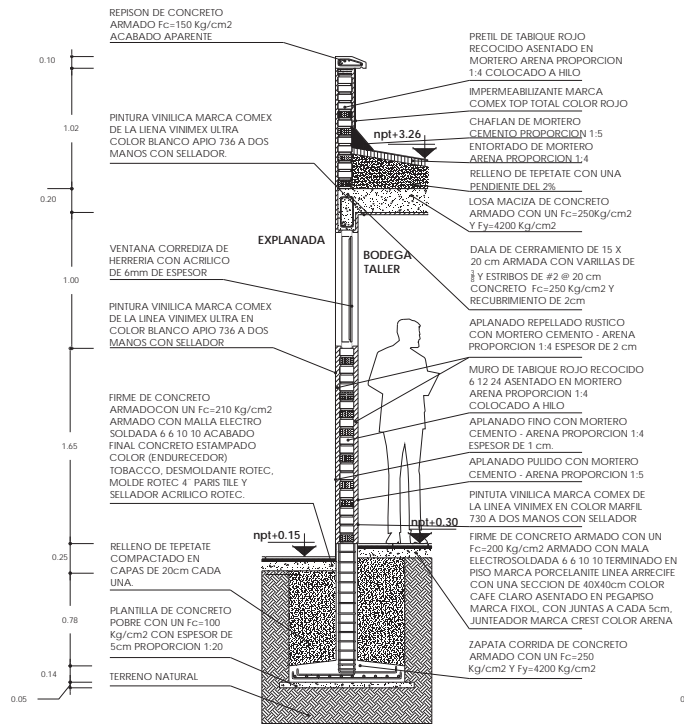 REPISON DE CONCRETO
ARMADO Fc=150 Kg/cm2
ACABADO APARENTE
PINTURA VINILICA MARCA COMEX
DE LA LIENA VINIMEX ULTRA
COLOR BLANCO APIO 736 A DOS
MANOS CON SELLADOR.
VENTANA CORREDIZA DE
HERRERIA CON ACRILICO
DE 6mm DE ESPESOR
PINTURA VINILICA MARCA COMEX
DE LA LINEA VINIMEX ULTRA EN
COLOR BLANCO APIO 736 A DOS
MANOS CON SELLADOR
FIRME DE CONCRETO
ARMADOCON UN Fc=210 Kg/cm2
ARMADO CON MALLA ELECTRO
SOLDADA 6 6 10 10 ACABADO
FINAL CONCRETO ESTAMPADO
COLOR (ENDURECEDOR)
TOBACCO, DESMOLDANTE ROTEC,
MOLDE ROTEC 4¨ PARIS TILE Y
SELLADOR ACRILICO ROTEC.
RELLENO DE TEPETATE
COMPACTADO EN
CAPAS DE 20cm CADA
UNA.
PLANTILLA DE CONCRETO
POBRE CON UN Fc=100
Kg/cm2 CON ESPESOR DE
5cm PROPORCION 1:20
TERRENO NATURAL
0.10
1.02
0.20
1.00
1.65
0.25
0.78
0.14
0.05
EXPLANADA
BODEGA
TALLER
npt+3.26
npt+0.15
npt+0.30
PRETIL DE TABIQUE ROJO
RECOCIDO ASENTADO EN
MORTERO ARENA PROPORCION
1:4 COLOCADO A HILO
IMPERMEABILIZANTE MARCA
COMEX TOP TOTAL COLOR ROJO
CHAFLAN DE MORTERO
CEMENTO PROPORCION 1:5
ENTORTADO DE MORTERO
ARENA PROPORCION 1:4
RELLENO DE TEPETATE CON UNA
PENDIENTE DEL 2%
LOSA MACIZA DE CONCRETO
ARMADO CON UN Fc=250Kg/cm2
Y Fy=4200 Kg/cm2
DALA DE CERRAMIENTO DE 15 X
20 cm ARMADA CON VARILLAS DE
3/8 Y ESTRIBOS DE #2 @ 20 cm
CONCRETO Fc=250 Kg/cm2 Y
RECUBRIMIENTO DE 2cm
APLANADO REPELLADO RUSTICO
CON MORTERO CEMENTO - ARENA
PROPORCION 1:4 ESPESOR DE 2 cm
MURO DE TABIQUE ROJO RECOCIDO
6 12 24 ASENTADO EN MORTERO
ARENA PROPORCION 1:4
COLOCADO A HILO
APLANADO FINO CON MORTERO
CEMENTO - ARENA PROPORCION 1:4
ESPESOR DE 1 cm.
APLANADO PULIDO CON MORTERO
CEMENTO - ARENA PROPORCION 1:5
PINTUTA VINILICA MARCA COMEX DE
LA LINEA VINIMEX EN COLOR MARFIL
730 A DOS MANOS CON SELLADOR
FIRME DE CONCRETO ARMADO CON UN
Fc=200 Kg/cm2 ARMADO CON MALA
ELECTROSOLDADA 6 6 10 10 TERMINADO EN
PISO MARCA PORCELANITE LINEA ARRECIFE
CON UNA SECCION DE 40X40cm COLOR
CAFE CLARO ASENTADO EN PEGAPISO
MARCA FIXOL, CON JUNTAS A CADA 5cm,
JUNTEADOR MARCA CREST COLOR ARENA
ZAPATA CORRIDA DE CONCRETO
ARMADO CON UN Fc=250
Kg/cm2 Y Fy=4200 Kg/cm2